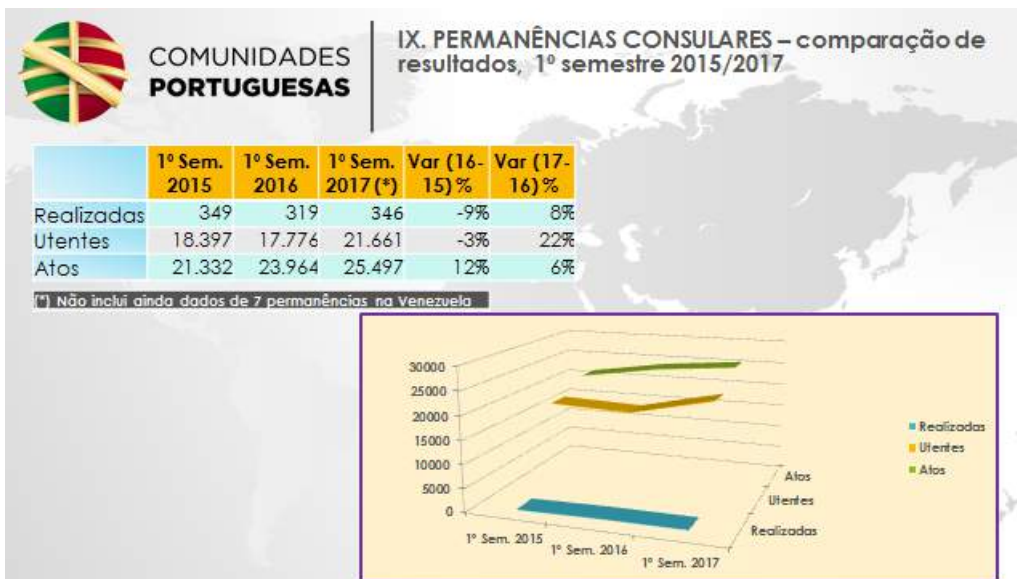 COMUNIDADES
PORTUGUESAS
IX. PERMANÊNCIAS CONSULARES – comparação de
resultados, 1º semestre 2015/2017
1º Sem. 2015 1º Sem. 2016 1º Sem. 2017(*) Var (16-15)% Var (17-16)%
Realizadas 349 319 346 -9% 8%
Utentes 18.397 17.776 21.661 -3% 22%
Atos 21.332 23.964 25.497 12% 6%
(*) Não inclui ainda dados de 7 permanências na Venezuela
30000
25000
20000
15000
10000
5000
0
1º Sem. 2015
1º Sem. 2016
1º Sem. 2017
Atos
Utentes
Realizadas
Realizadas
Utentes
Atos